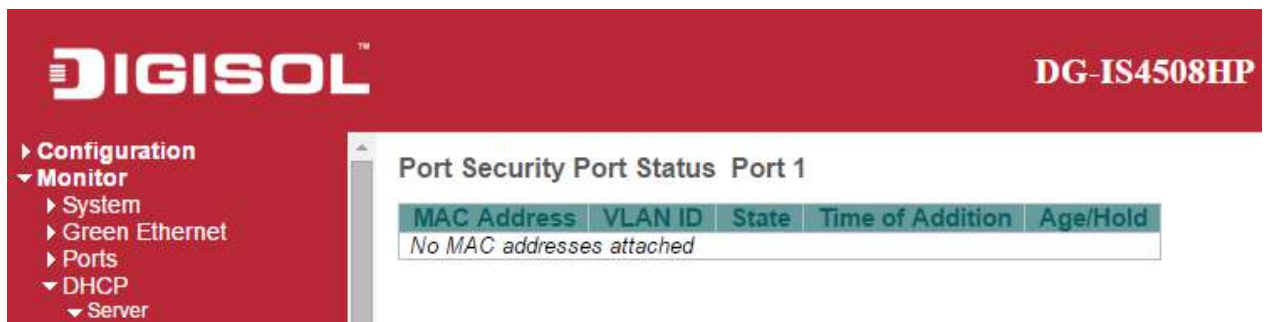 DIGISOL™
DG-IS4508HP
Configuration
Monitor
System
Green Ethernet
Ports
DHCP
Server
Port Security Port Status Port 1
MAC Address VLAN ID State Time of Addition Age/Hold
No MAC addresses attached